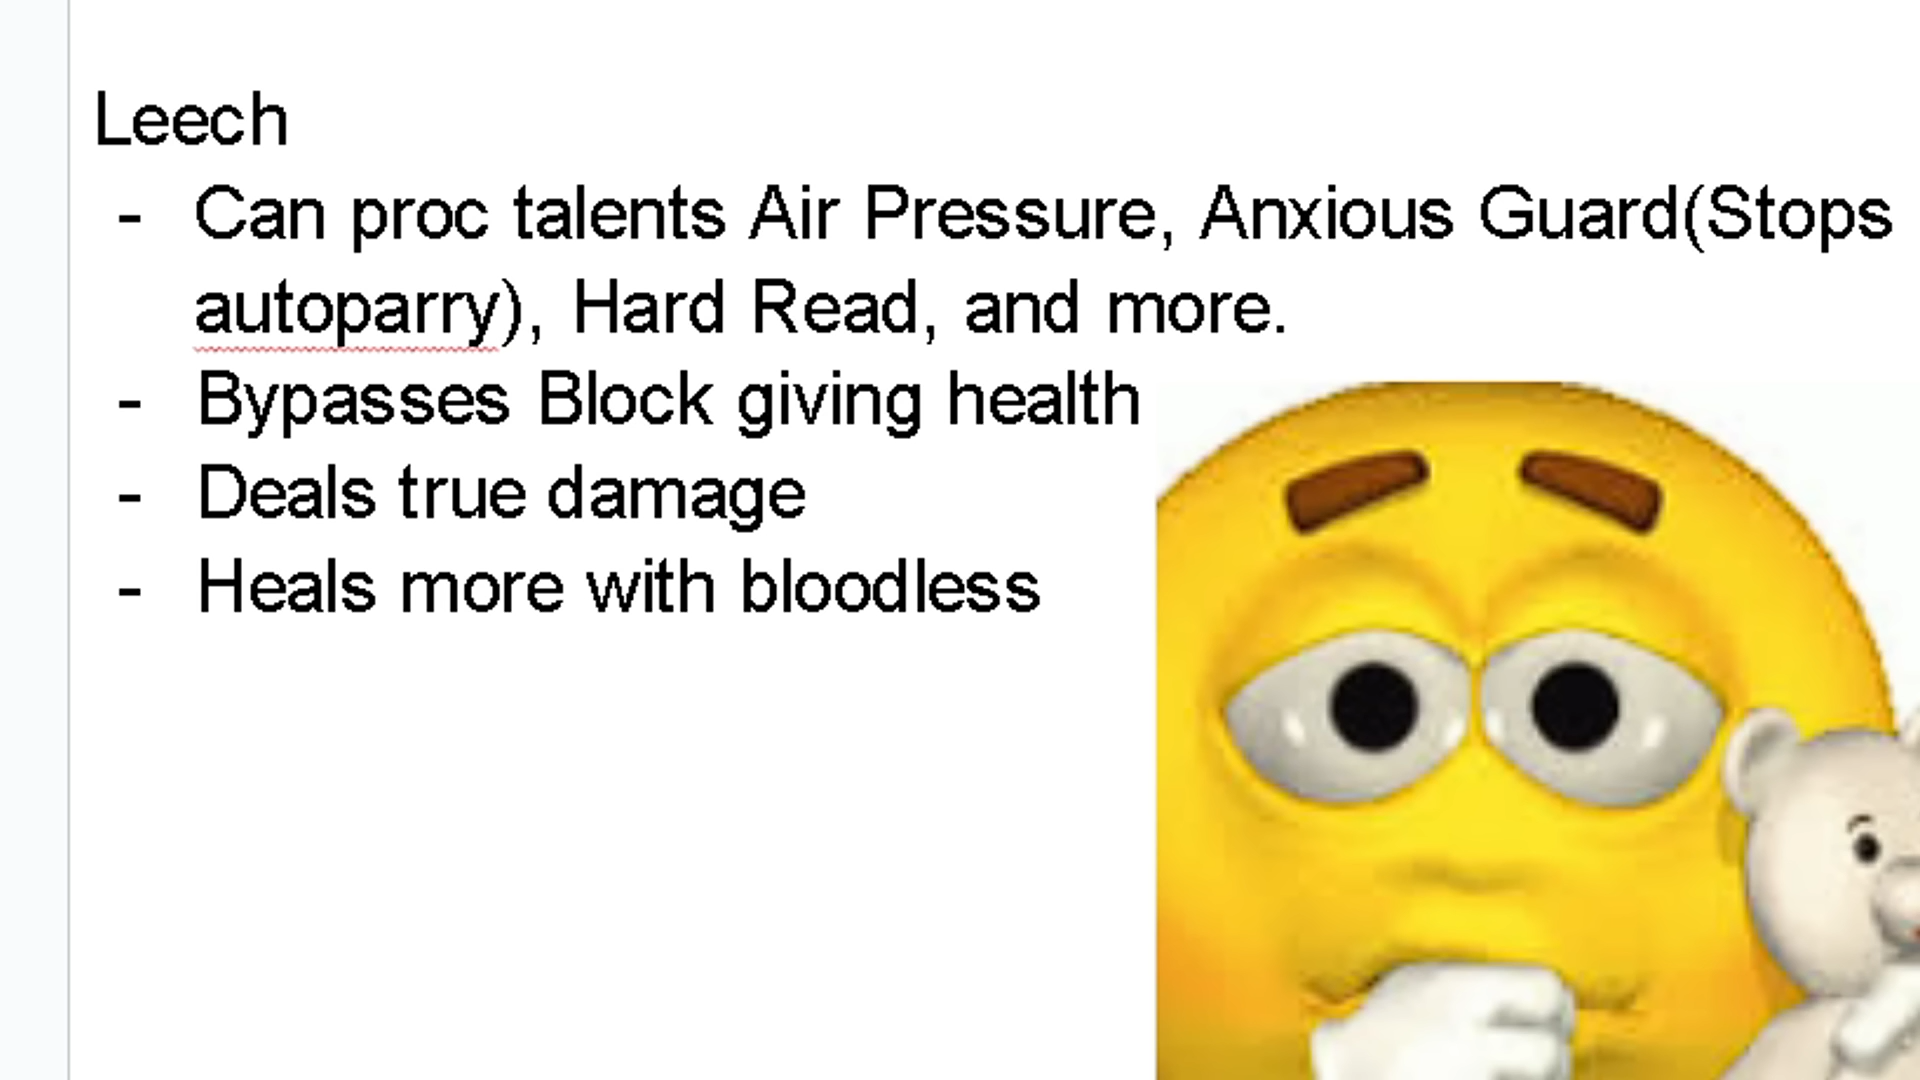 Leech
- Can proc talents Air Pressure, Anxious Guard(Stops
autoparry), Hard Read, and more.
- Bypasses Block giving health
- Deals true damage
- Heals more with bloodless